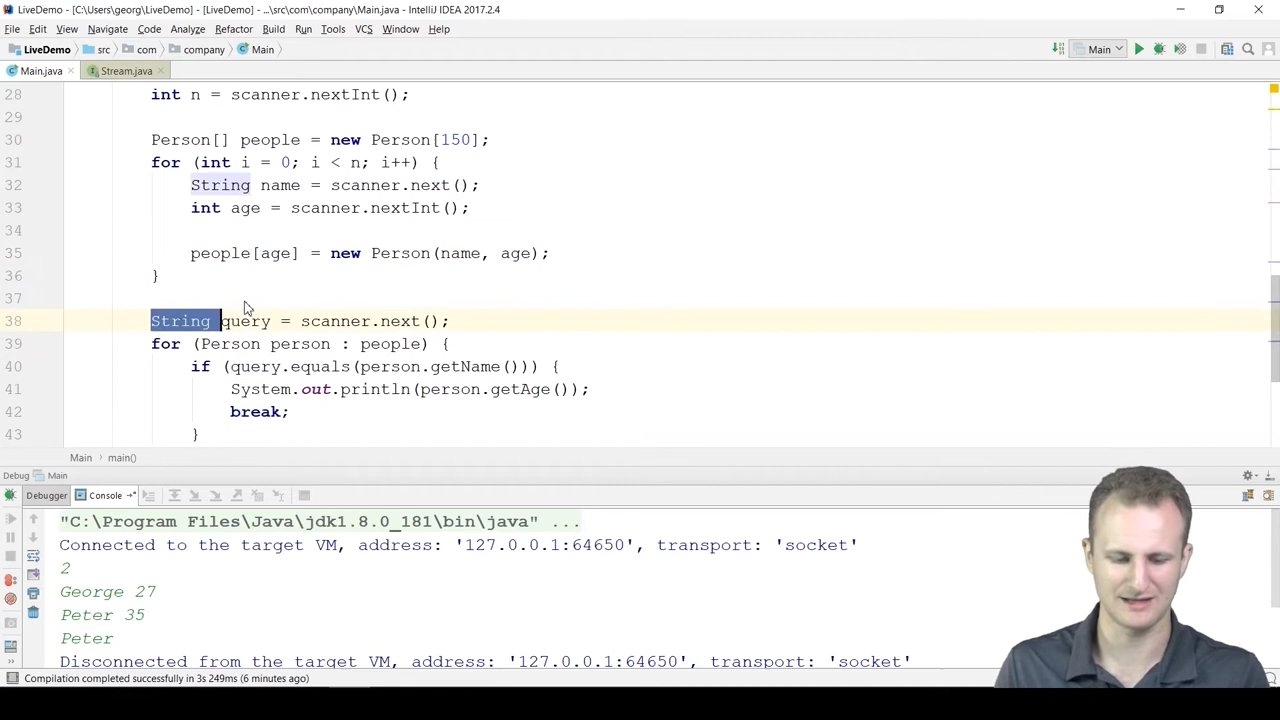 LiveDemo - [C:\Users\georg\LiveDemo] - [LiveDemo] - ...\src\com\company\Main.java - IntelliJ IDEA 2017.2.4
File Edit View Navigate Code Analyze Refactor Build Run Tools VCS Window Help
LiveDemo src com company Main Main
Main.java Stream.java
28 int n = scanner.nextInt();
29
30 Person[] people = new Person[150];
31 for (int i = 0; i < n; i++) {
32 String name = scanner.next();
33 int age = scanner.nextInt();
34
35 people[age] = new Person(name, age);
36 }
37
38 String query = scanner.next();
39 for (Person person : people) {
40 if (query.equals(person.getName())) {
41 System.out.println(person.getAge());
42 break;
43 }
Main main()
Debug Main
Debugger Console
"C:\Program Files\Java\jdk1.8.0_181\bin\java" ...
Connected to the target VM, address: '127.0.0.1:64650', transport: 'socket'
2
George 27
Peter 35
Peter
Disconnected from the target VM, address: '127.0.0.1:64650', transport: 'socket'
Compilation completed successfully in 3s 249ms (6 minutes ago)